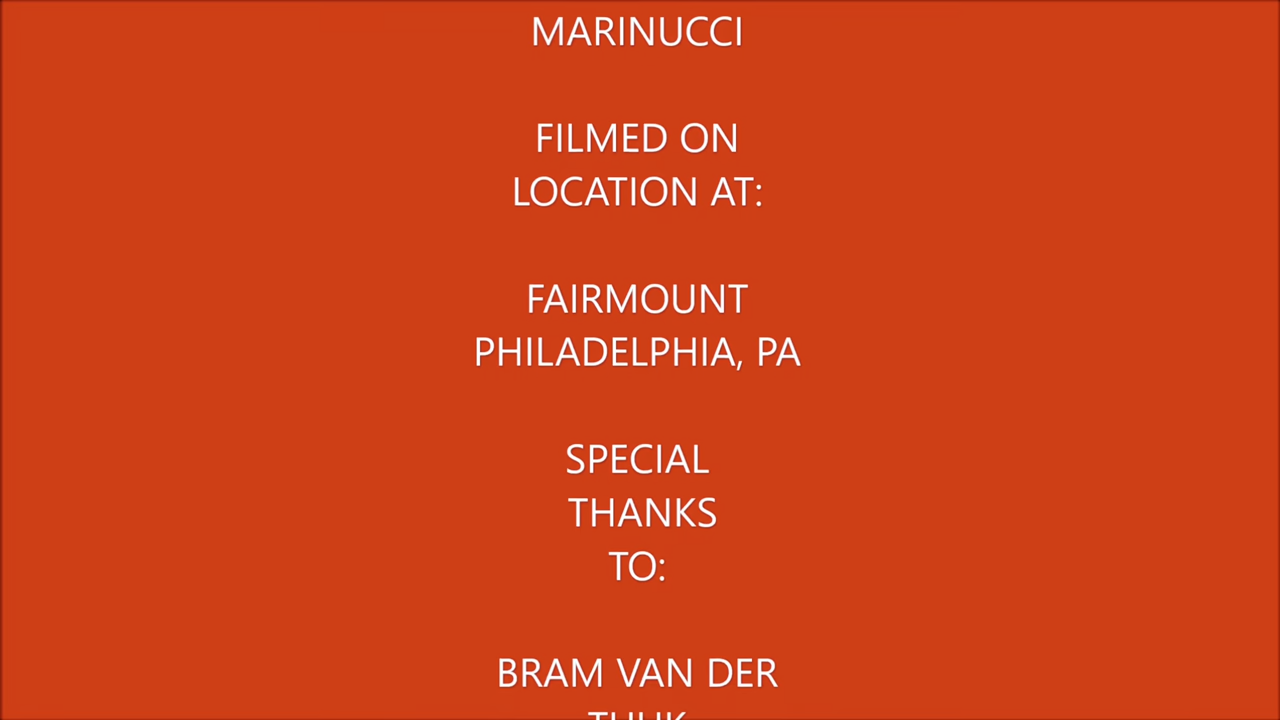 MARINUCCI
FILMED ON
LOCATION AT:
FAIRMOUNT
PHILADELPHIA, PA
SPECIAL
THANKS
TO:
BRAM VAN DER